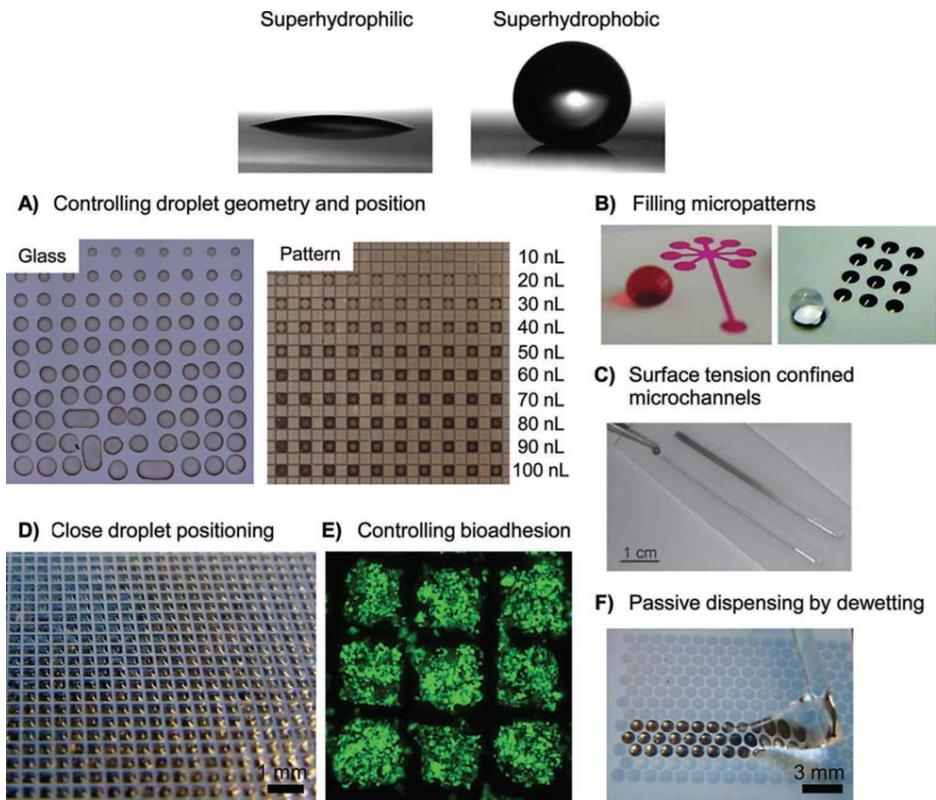 Superhydrophilic
Superhydrophobic
A) Controlling droplet geometry and position
Glass
Pattern
10 nL
20 nL
30 nL
40 nL
50 nL
60 nL
70 nL
80 nL
90 nL
100 nL
B) Filling micropatterns
C) Surface tension confined
microchannels
1 cm
D) Close droplet positioning
1 mm
E) Controlling bioadhesion
F) Passive dispensing by dewetting
3 mm